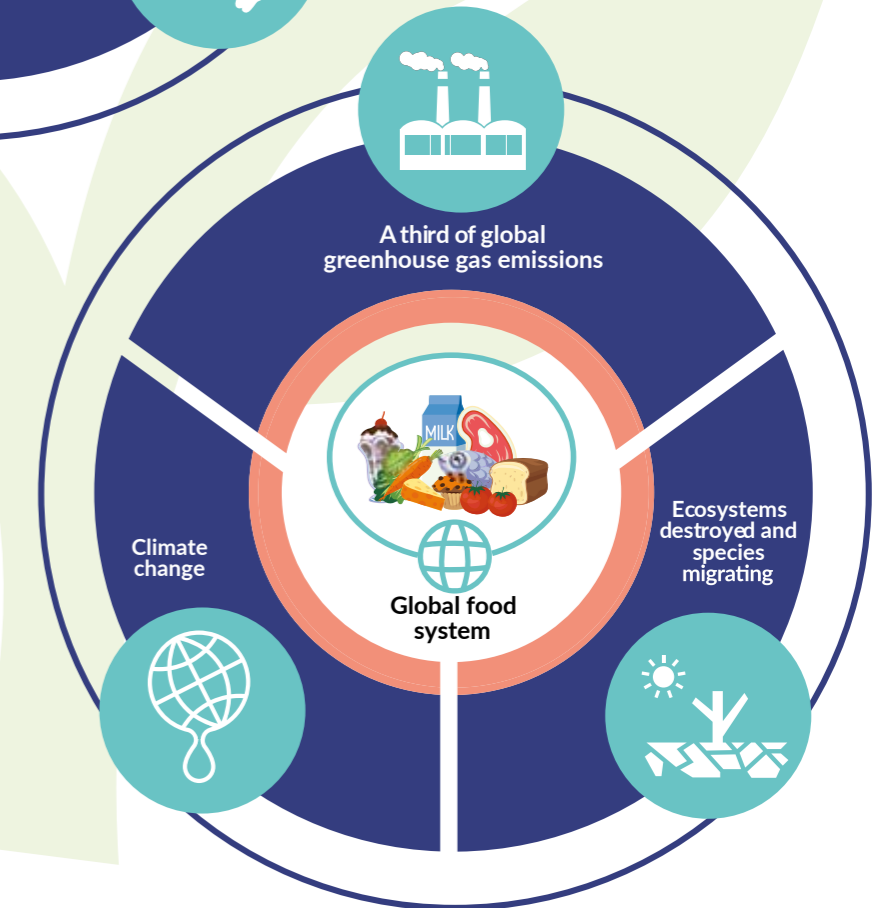 A third of global
greenhouse gas emissions
MILK
Climate
change
Ecosystems
destroyed and
species
migrating
Global food
system